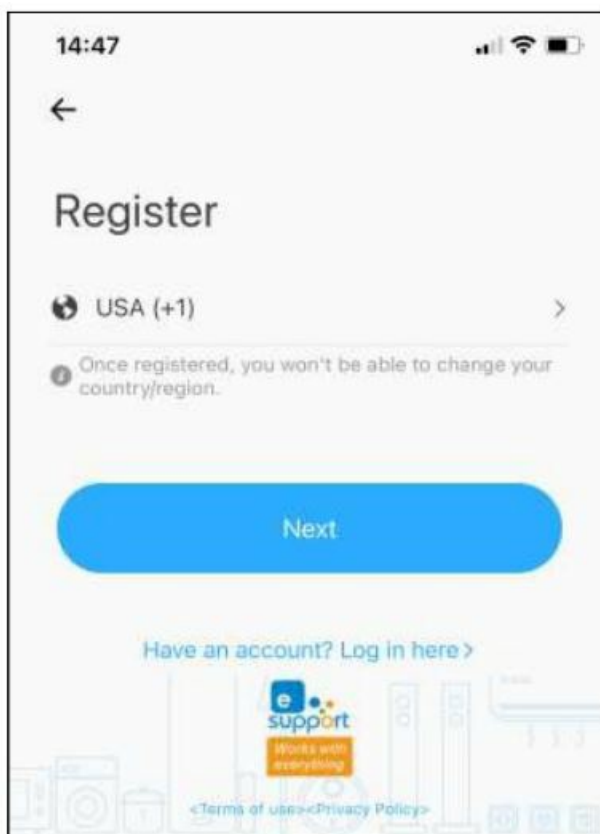 14:47
Register
USA (+1)
Once registered, you won't be able to change your
country/region.
Next
Have an account? Log in here >
e
support
Works with
everything
<Terms of use><Privacy Policy>